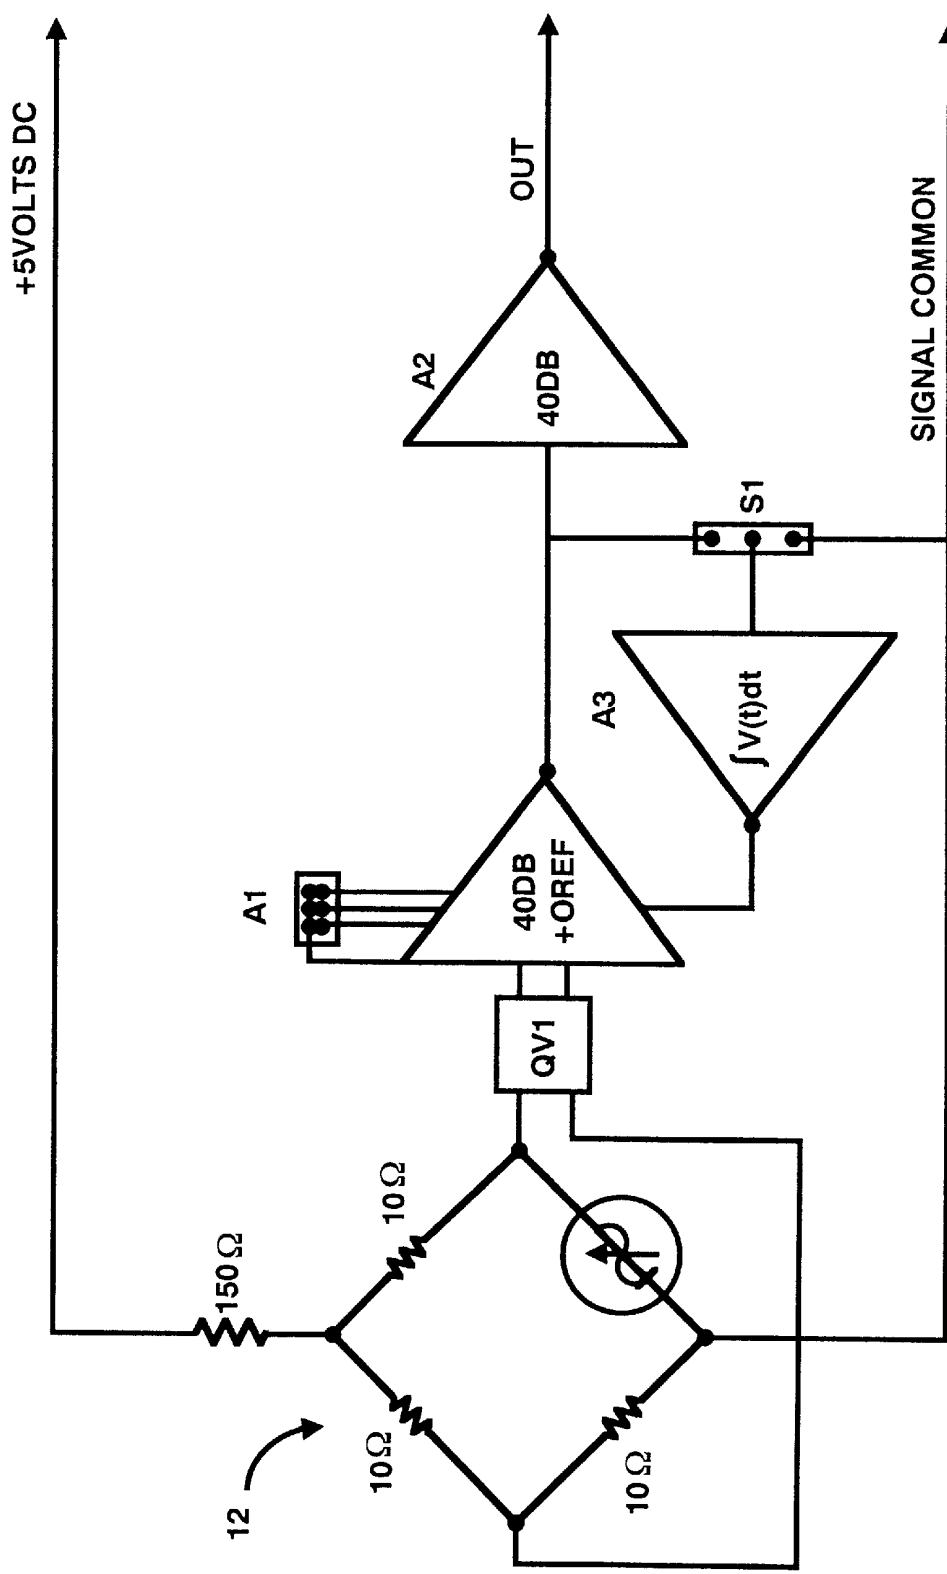 +5VOLTS DC
150Ω
12
10Ω
10Ω
10Ω
QV1
A1
40DB
+OREF
A3
∫V(t)dt
S1
A2
40DB
OUT
SIGNAL COMMON